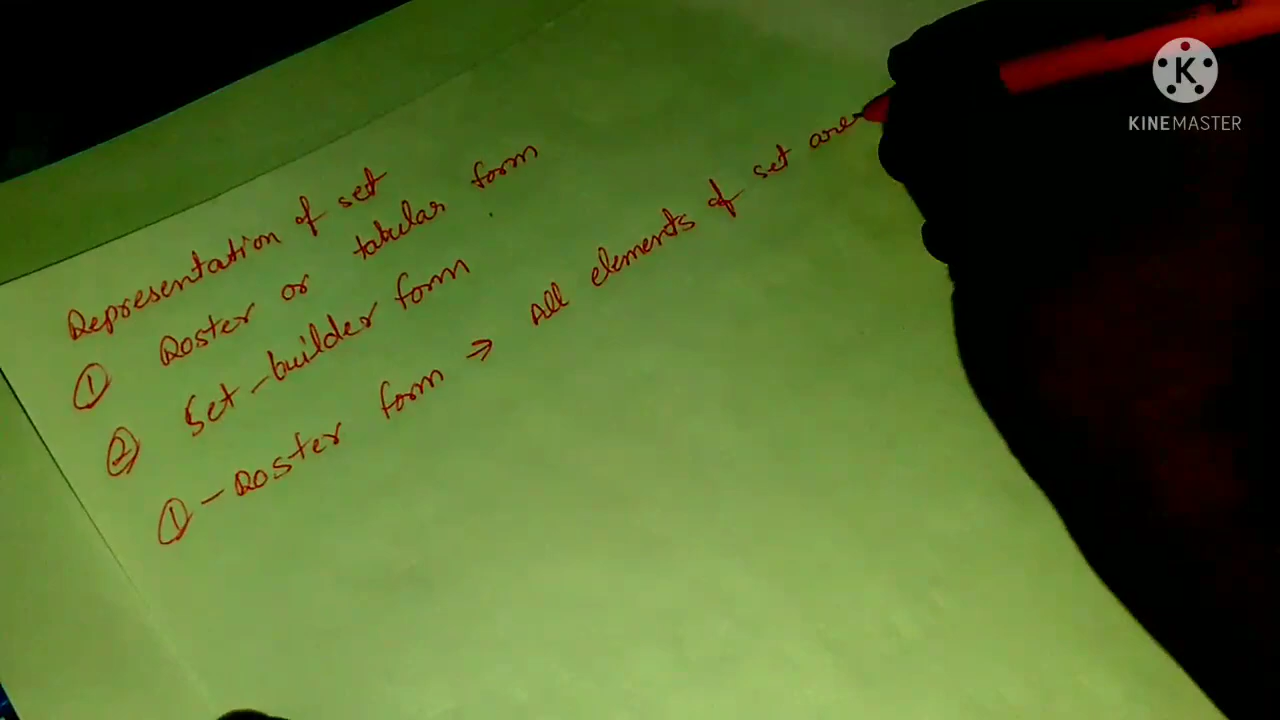 Representation of set
① Roster or tabular form
② Set-builder form
①- Roster form ⇒ All elements of set are
K
KINEMASTER